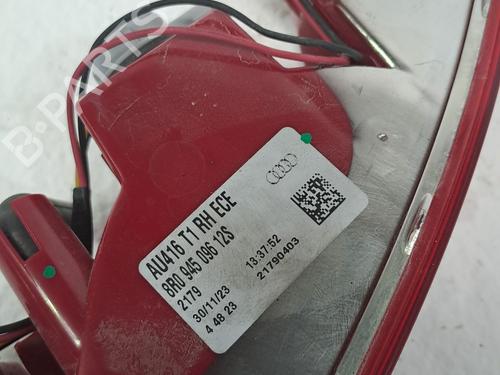 B-PARTS
AU416 T1 RH ECE
8R0 945 096 12S
2179
30/11/23 13:37:52
4 48 23 21790403